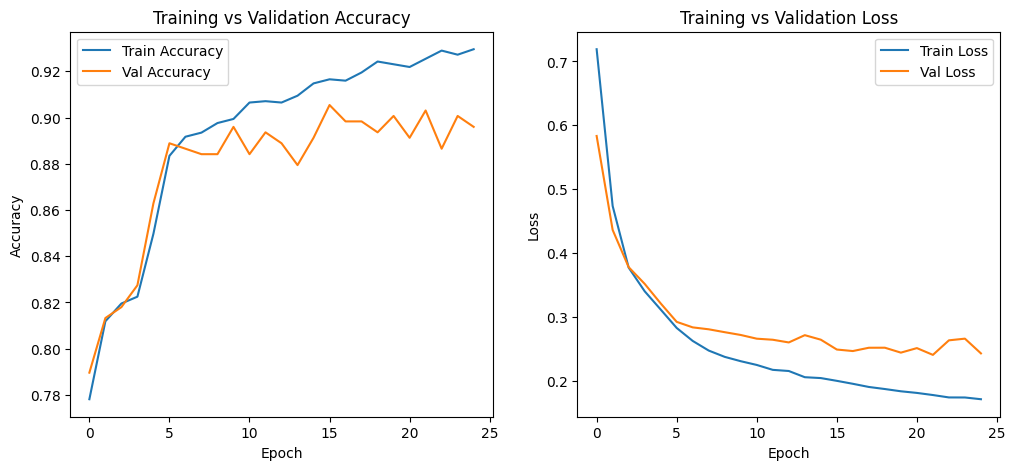 Training vs Validation Accuracy
Train Accuracy
Val Accuracy
0.92
0.90
0.88
0.86
0.84
0.82
0.80
0.78
Accuracy
0
5
10
15
20
25
Epoch
Training vs Validation Loss
Train Loss
Val Loss
0.7
0.6
0.5
0.4
0.3
0.2
Loss
0
5
10
15
20
25
Epoch